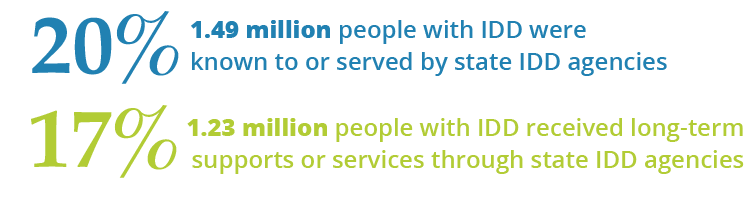 20% 1.49 million people with IDD were
known to or served by state IDD agencies
17% 1.23 million people with IDD received long-term
supports or services through state IDD agencies